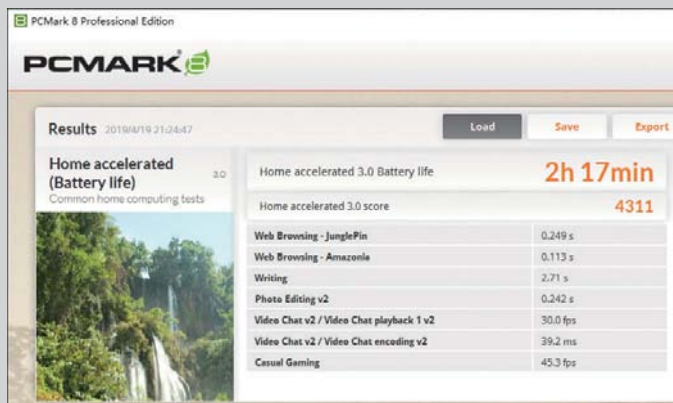 PCMark 8 Professional Edition
PCMARK® 8
Results 2019/4/19 21:24:47
Load Save Export
Home accelerated (Battery life) 3.0
Common home computing tests
Home accelerated 3.0 Battery life 2h 17min
Home accelerated 3.0 score 4311
Web Browsing - JunglePin 0.249 s
Web Browsing - Amazonia 0.113 s
Writing 2.71 s
Photo Editing v2 0.242 s
Video Chat v2 / Video Chat playback 1 v2 30.0 fps
Video Chat v2 / Video Chat encoding v2 39.2 ms
Casual Gaming 45.3 fps